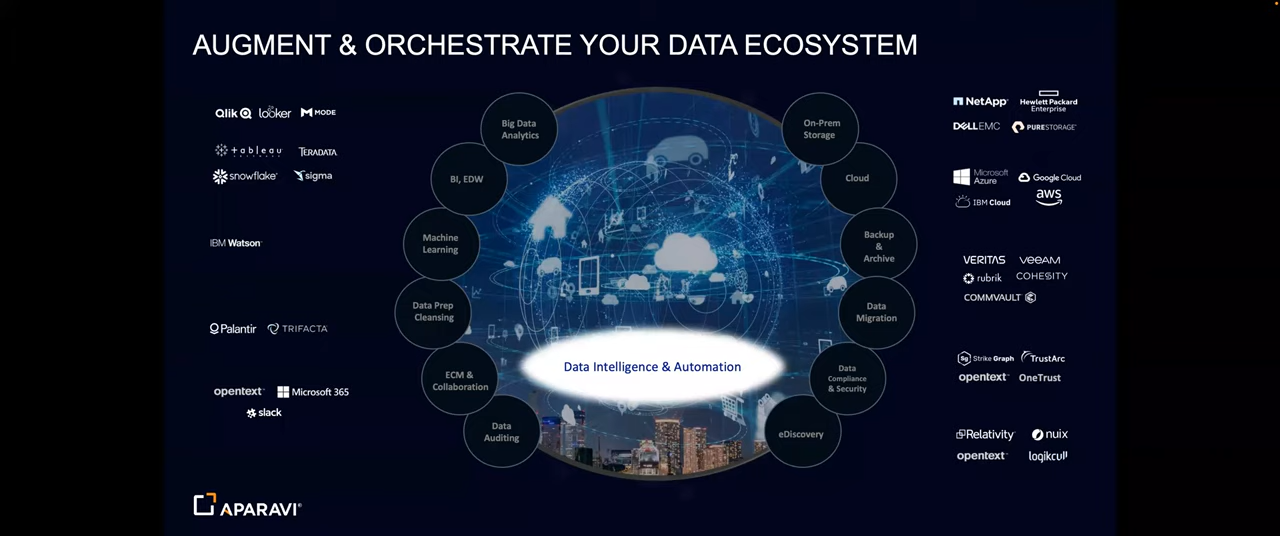 AUGMENT & ORCHESTRATE YOUR DATA ECOSYSTEM
Qlik looker MODE
tableau TERADATA
snowflake sigma
IBM Watson
Palantir TRIFACTA
opentext Microsoft 365
slack
Big Data
Analytics
BI, EDW
Machine
Learning
Data Prep
Cleansing
ECM &
Collaboration
Data
Auditing
Data Intelligence & Automation
On-Prem
Storage
Cloud
Backup
&
Archive
Data
Migration
Data
Compliance
& Security
eDiscovery
NetApp Hewlett Packard
Enterprise
DELLEMC PURESTORAGE
Microsoft
Azure
Google Cloud
IBM Cloud aws
VERITAS veeam
rubrik COHESITY
COMMVAULT
Sg Strike Graph TrustArc
opentext OneTrust
Relativity nuix
opentext logikcull
APARAVI